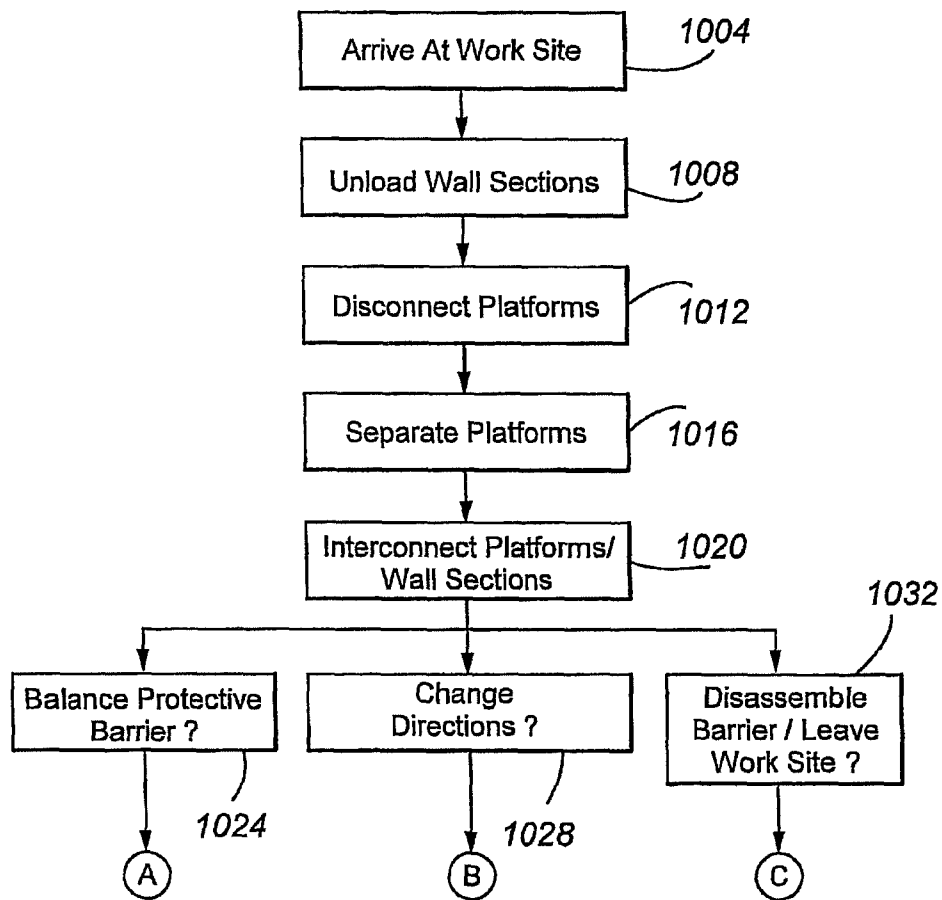 Arrive At Work Site
1004
Unload Wall Sections
1008
Disconnect Platforms
1012
Separate Platforms
1016
Interconnect Platforms/
Wall Sections
1020
Balance Protective
Barrier ?
1024
Change
Directions ?
1028
Disassemble
Barrier / Leave
Work Site ?
1032
A
B
C